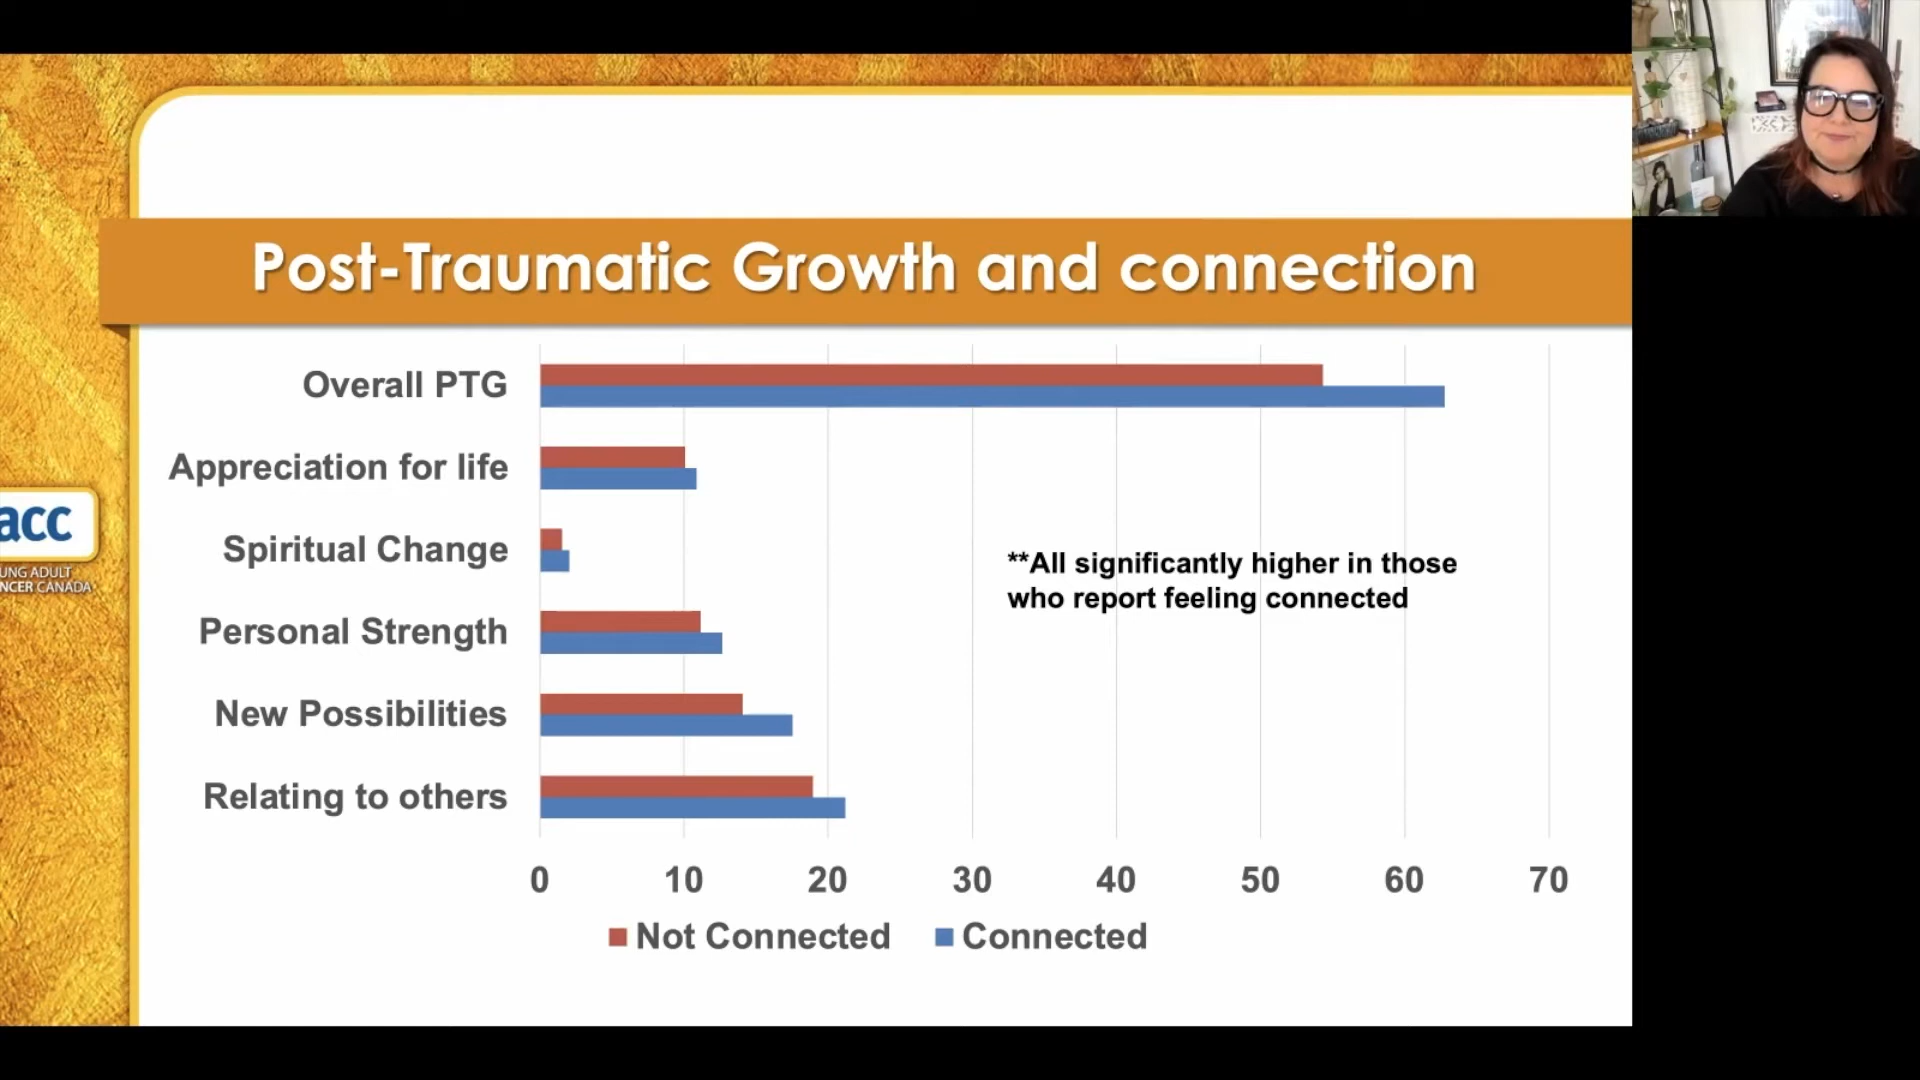 Post-Traumatic Growth and connection
Overall PTG
Appreciation for life
Spiritual Change
Personal Strength
New Possibilities
Relating to others
**All significantly higher in those
who report feeling connected
0 10 20 30 40 50 60 70
Not Connected Connected
acc
UNG ADULT
NCER CANADA